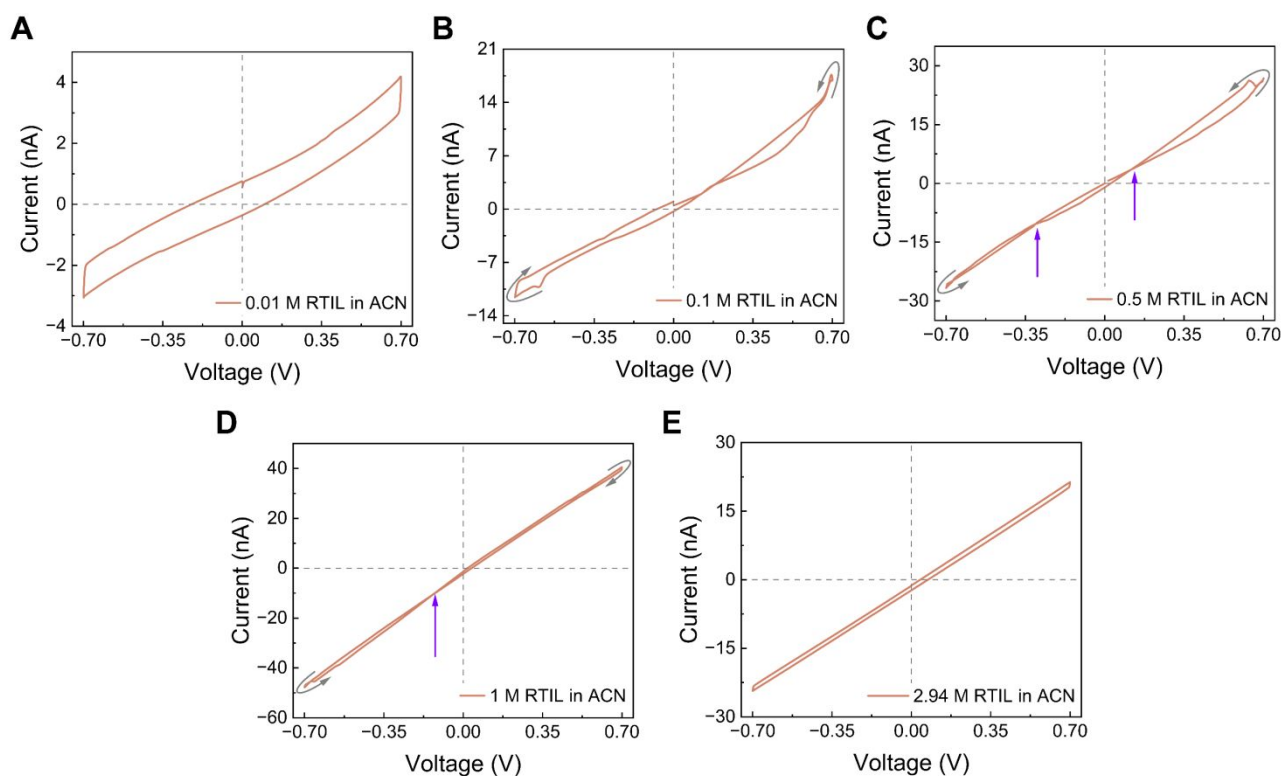 A
Current (nA)
4
2
0
−2
−4
−0.70 −0.35 0.00 0.35 0.70
Voltage (V)
0.01 M RTIL in ACN
B
Current (nA)
21
14
7
0
−7
−14
−0.70 −0.35 0.00 0.35 0.70
Voltage (V)
0.1 M RTIL in ACN
C
Current (nA)
30
15
0
−15
−30
−0.70 −0.35 0.00 0.35 0.70
Voltage (V)
0.5 M RTIL in ACN
D
Current (nA)
40
20
0
−20
−40
−60
−0.70 −0.35 0.00 0.35 0.70
Voltage (V)
1 M RTIL in ACN
E
Current (nA)
30
15
0
−15
−30
−0.70 −0.35 0.00 0.35 0.70
Voltage (V)
2.94 M RTIL in ACN